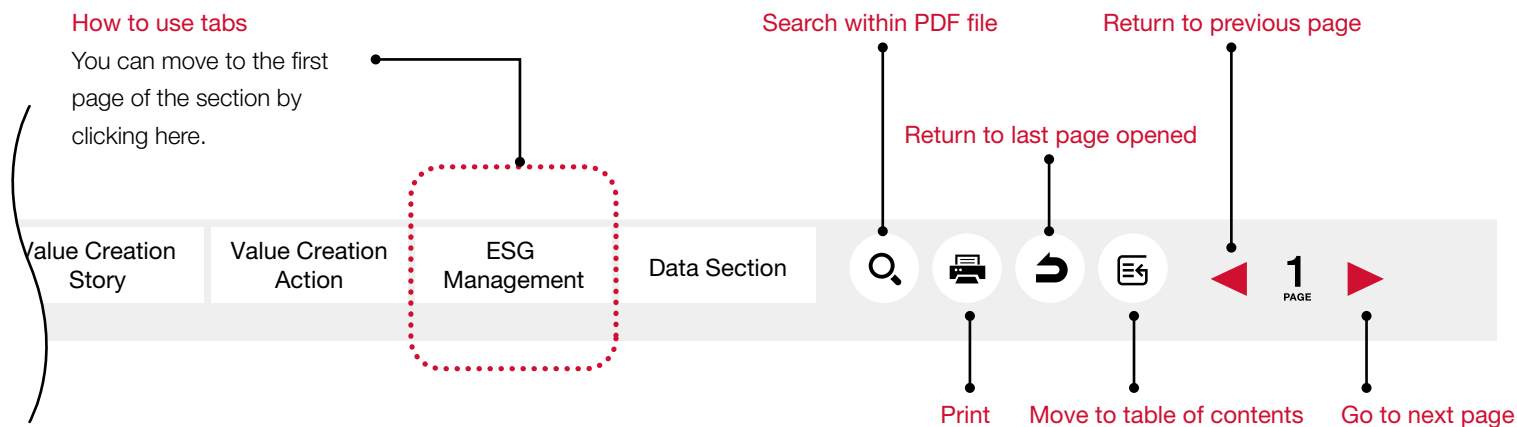 How to use tabs
You can move to the first
page of the section by
clicking here.
Search within PDF file
Return to previous page
Return to last page opened
Value Creation
Story
Value Creation
Action
ESG
Management
Data Section
1
PAGE
Print
Move to table of contents
Go to next page